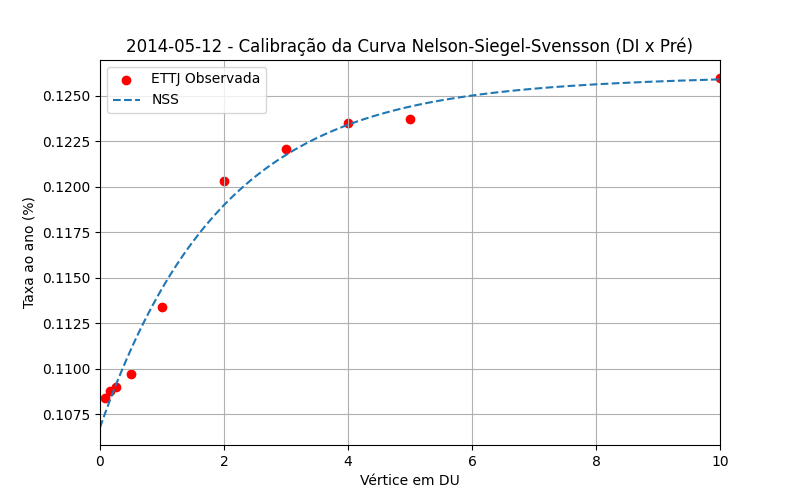 2014-05-12 - Calibração da Curva Nelson-Siegel-Svensson (DI x Pré)
ETTJ Observada
NSS
Taxa ao ano (%)
0.1250
0.1225
0.1200
0.1175
0.1150
0.1125
0.1100
0.1075
0 2 4 6 8 10
Vértice em DU